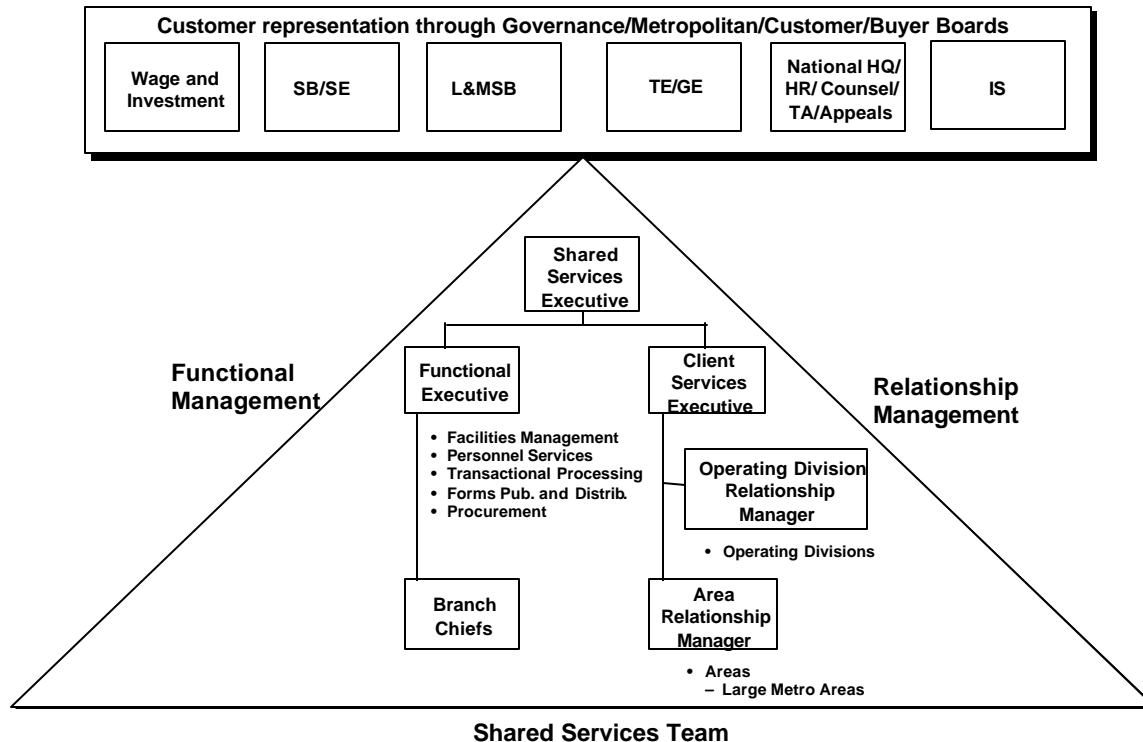 Customer representation through Governance/Metropolitan/Customer/Buyer Boards
Wage and
Investment
SB/SE
L&MSB
TE/GE
National HQ/
HR/ Counsel/
TA/Appeals
IS
Shared
Services
Executive
Functional
Management
Functional
Executive
Client
Services
Executive
Relationship
Management
• Facilities Management
• Personnel Services
• Transactional Processing
• Forms Pub. and Distrib.
• Procurement
Operating Division
Relationship
Manager
• Operating Divisions
Branch
Chiefs
Area
Relationship
Manager
• Areas
– Large Metro Areas
Shared Services Team